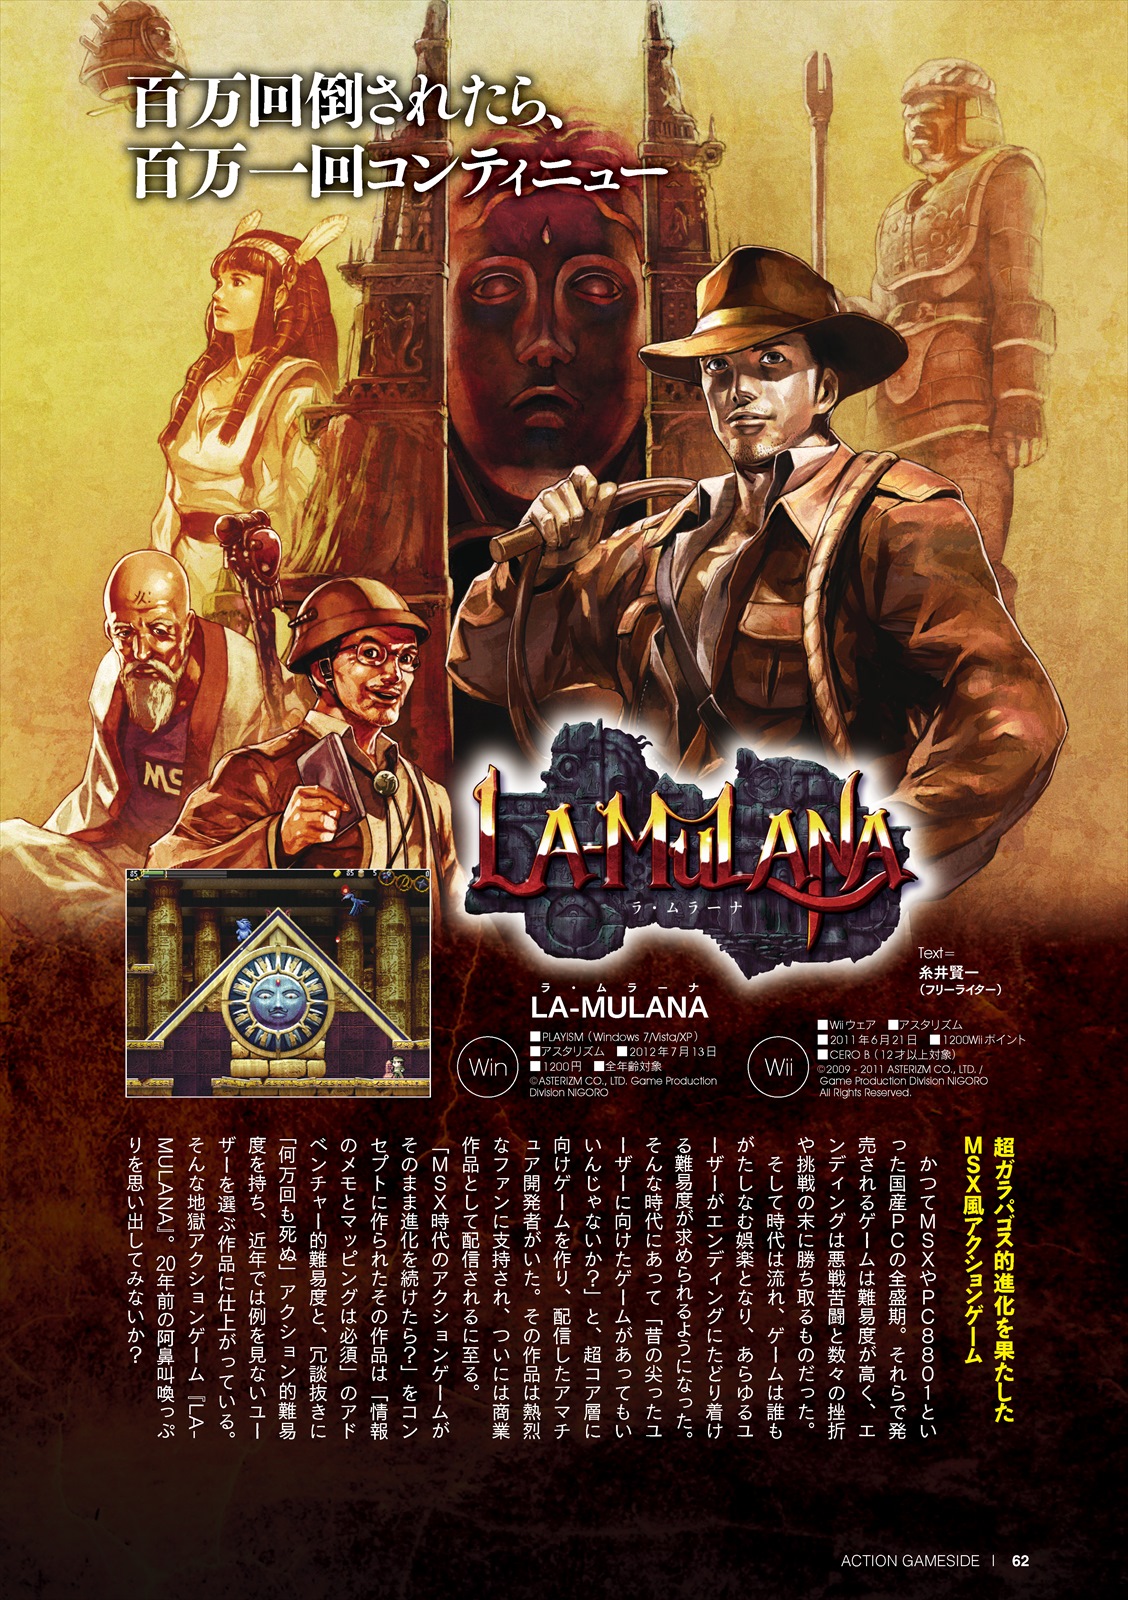 百万回倒されたら、
百万一回コンティニュー
MS
LA-MULANA
ラ・ムラーナ
85
85
5
0
Text＝
糸井賢一
（フリーライター）
ラ・ムラーナ
LA-MULANA
Win
■PLAYISM（Windows 7/Vista/XP）
■アスタリズム ■2012年7月13日
■1200円 ■全年齢対象
©ASTERIZM CO., LTD. Game Production
Division NIGORO
Wii
■Wiiウェア ■アスタリズム
■2011年6月21日 ■1200Wiiポイント
■CERO B（12才以上対象）
©2009 - 2011 ASTERIZM CO., LTD. /
Game Production Division NIGORO
All Rights Reserved.
超ガラパゴス的進化を果たした
MSX風アクションゲーム
かつてMSXやPC8801とい
った国産PCの全盛期。それらで発
売されるゲームは難易度が高く、エ
ンディングは悪戦苦闘と数々の挫折
や挑戦の末に勝ち取るものだった。
そして時代は流れ、ゲームは誰も
がたしなむ娯楽となり、あらゆるユ
ーザーがエンディングにたどり着け
る難易度が求められるようになった。
そんな時代にあって「昔の尖ったユ
ーザーに向けたゲームがあってもい
いんじゃないか？」と、超コア層に
向けゲームを作り、配信したアマチ
ュア開発者がいた。その作品は熱烈
なファンに支持され、ついには商業
作品として配信されるに至る。
「MSX時代のアクションゲームが
そのまま進化を続けたら？」をコン
セプトに作られたその作品は「情報
のメモとマッピングは必須」のアド
ベンチャー的難易度と、冗談抜きに
「何万回も死ぬ」アクション的難易
度を持ち、近年では例を見ないユー
ザーを選ぶ作品に仕上がっている。
そんな地獄アクションゲーム『LA-
MULANA』。20年前の阿鼻叫喚っぷ
りを思い出してみないか？
ACTION GAMESIDE | 62